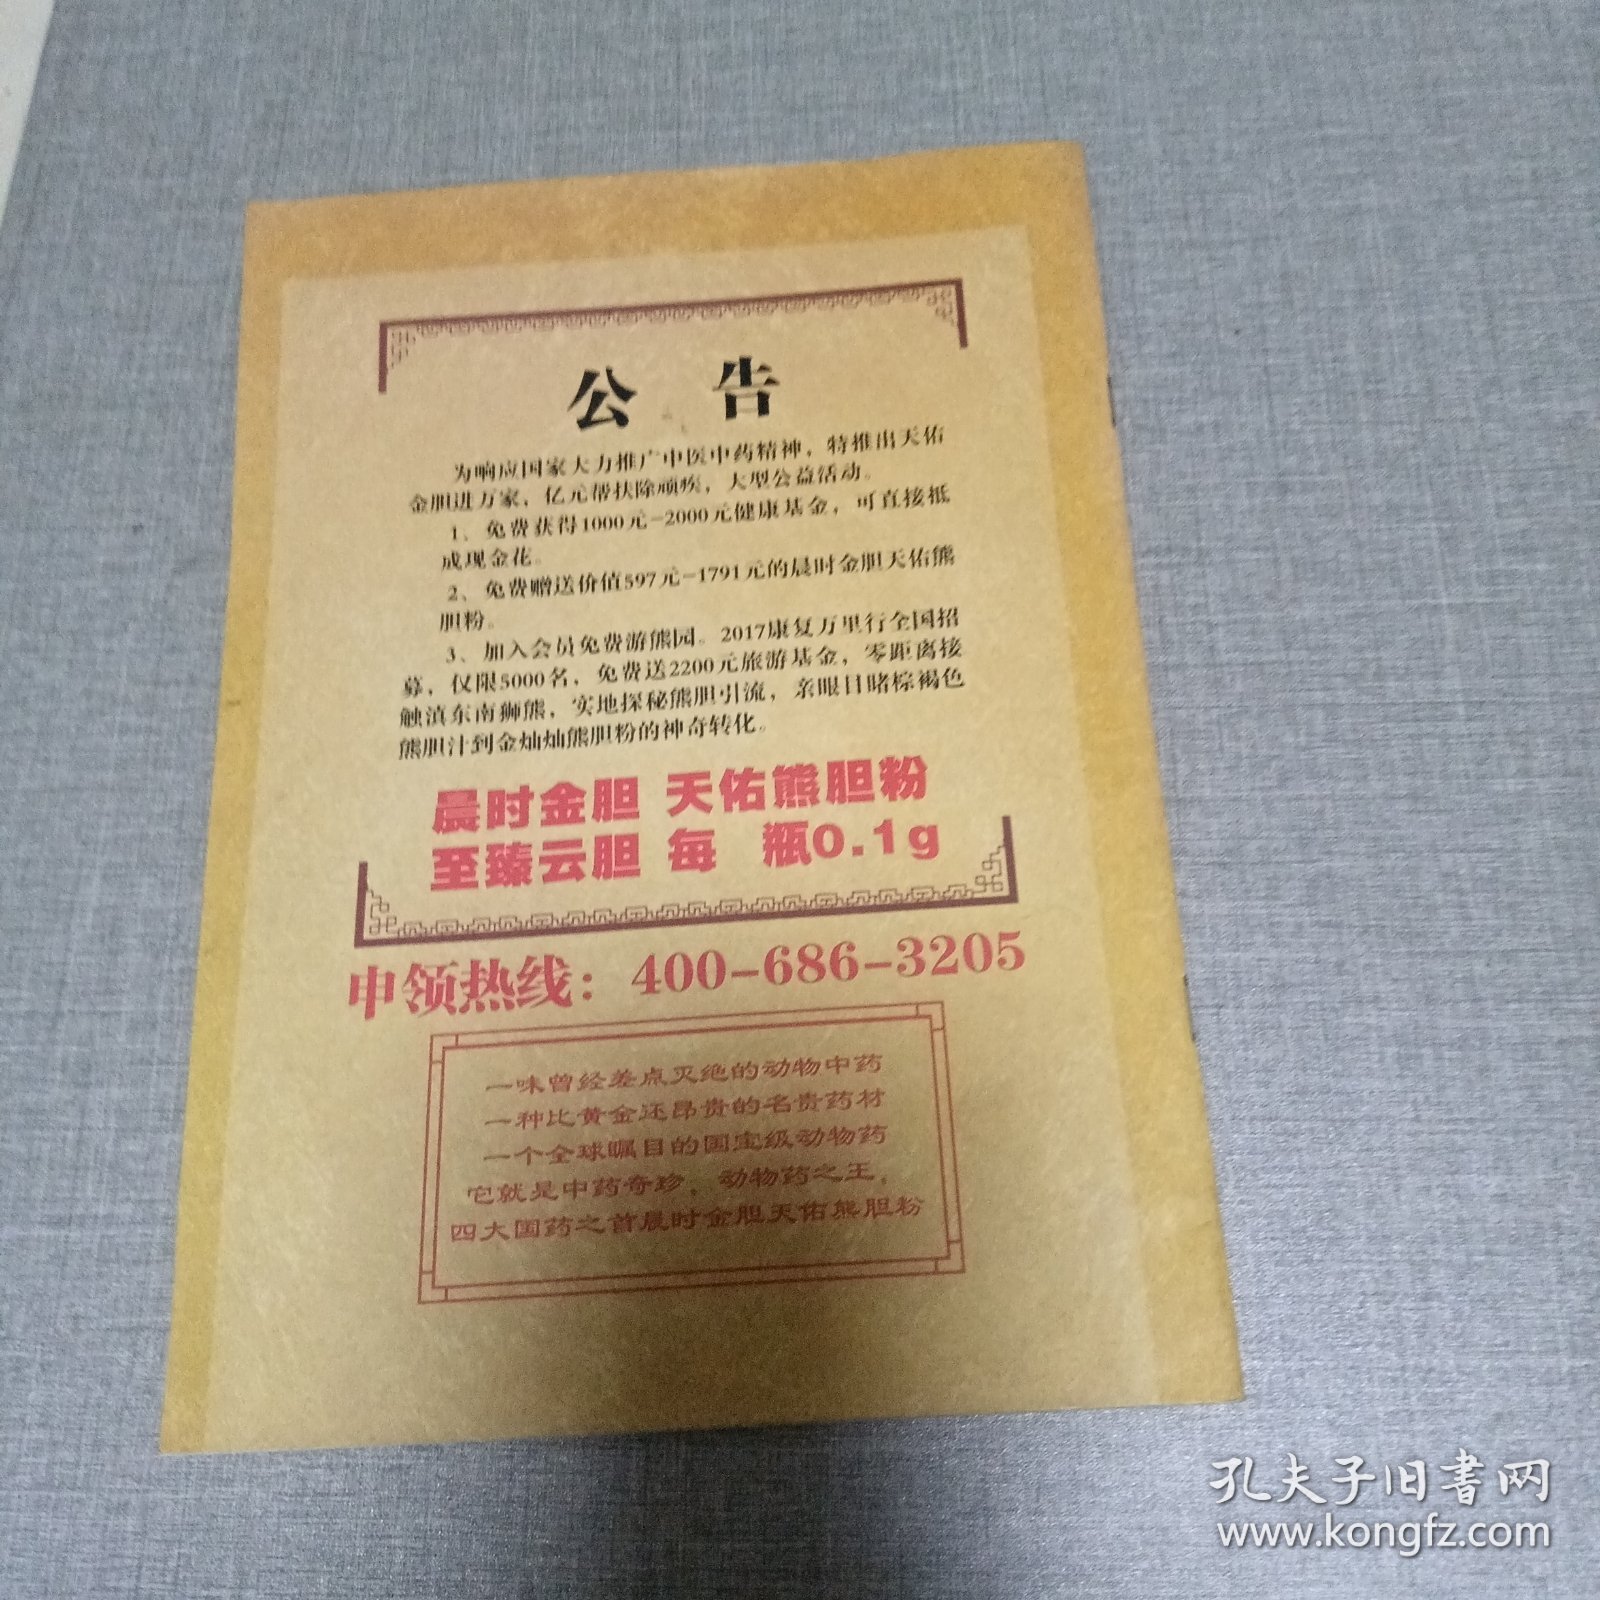 公 告
为响应国家大力推广中医中药精神，特推出天佑
金胆进万家，亿元帮扶除顽疾，大型公益活动。
1、免费获得1000元-2000元健康基金，可直接抵
成现金花。
2、免费赠送价值597元-1791元的晨时金胆天佑熊
胆粉。
3、加入会员免费游熊园。2017康复万里行全国招
募，仅限5000名，免费送2200元旅游基金，零距离接
触滇东南狮熊，实地探秘熊胆引流，亲眼目睹棕褐色
熊胆汁到金灿灿熊胆粉的神奇转化。
晨时金胆 天佑熊胆粉
至臻云胆 每 瓶0.1g
申领热线：400-686-3205
一味曾经差点灭绝的动物中药
一种比黄金还昂贵的名贵药材
一个全球瞩目的国宝级动物药
它就是中药奇珍，动物药之王，
四大国药之首晨时金胆天佑熊胆粉
孔夫子旧书网
www.kongfz.com